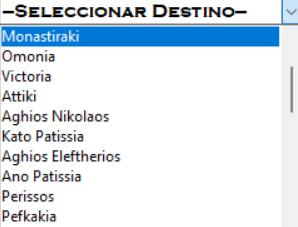 –SELECCIONAR DESTINO–
Monastiraki
Omonia
Victoria
Attiki
Aghios Nikolaos
Kato Patissia
Aghios Eleftherios
Ano Patissia
Perissos
Pefkakia